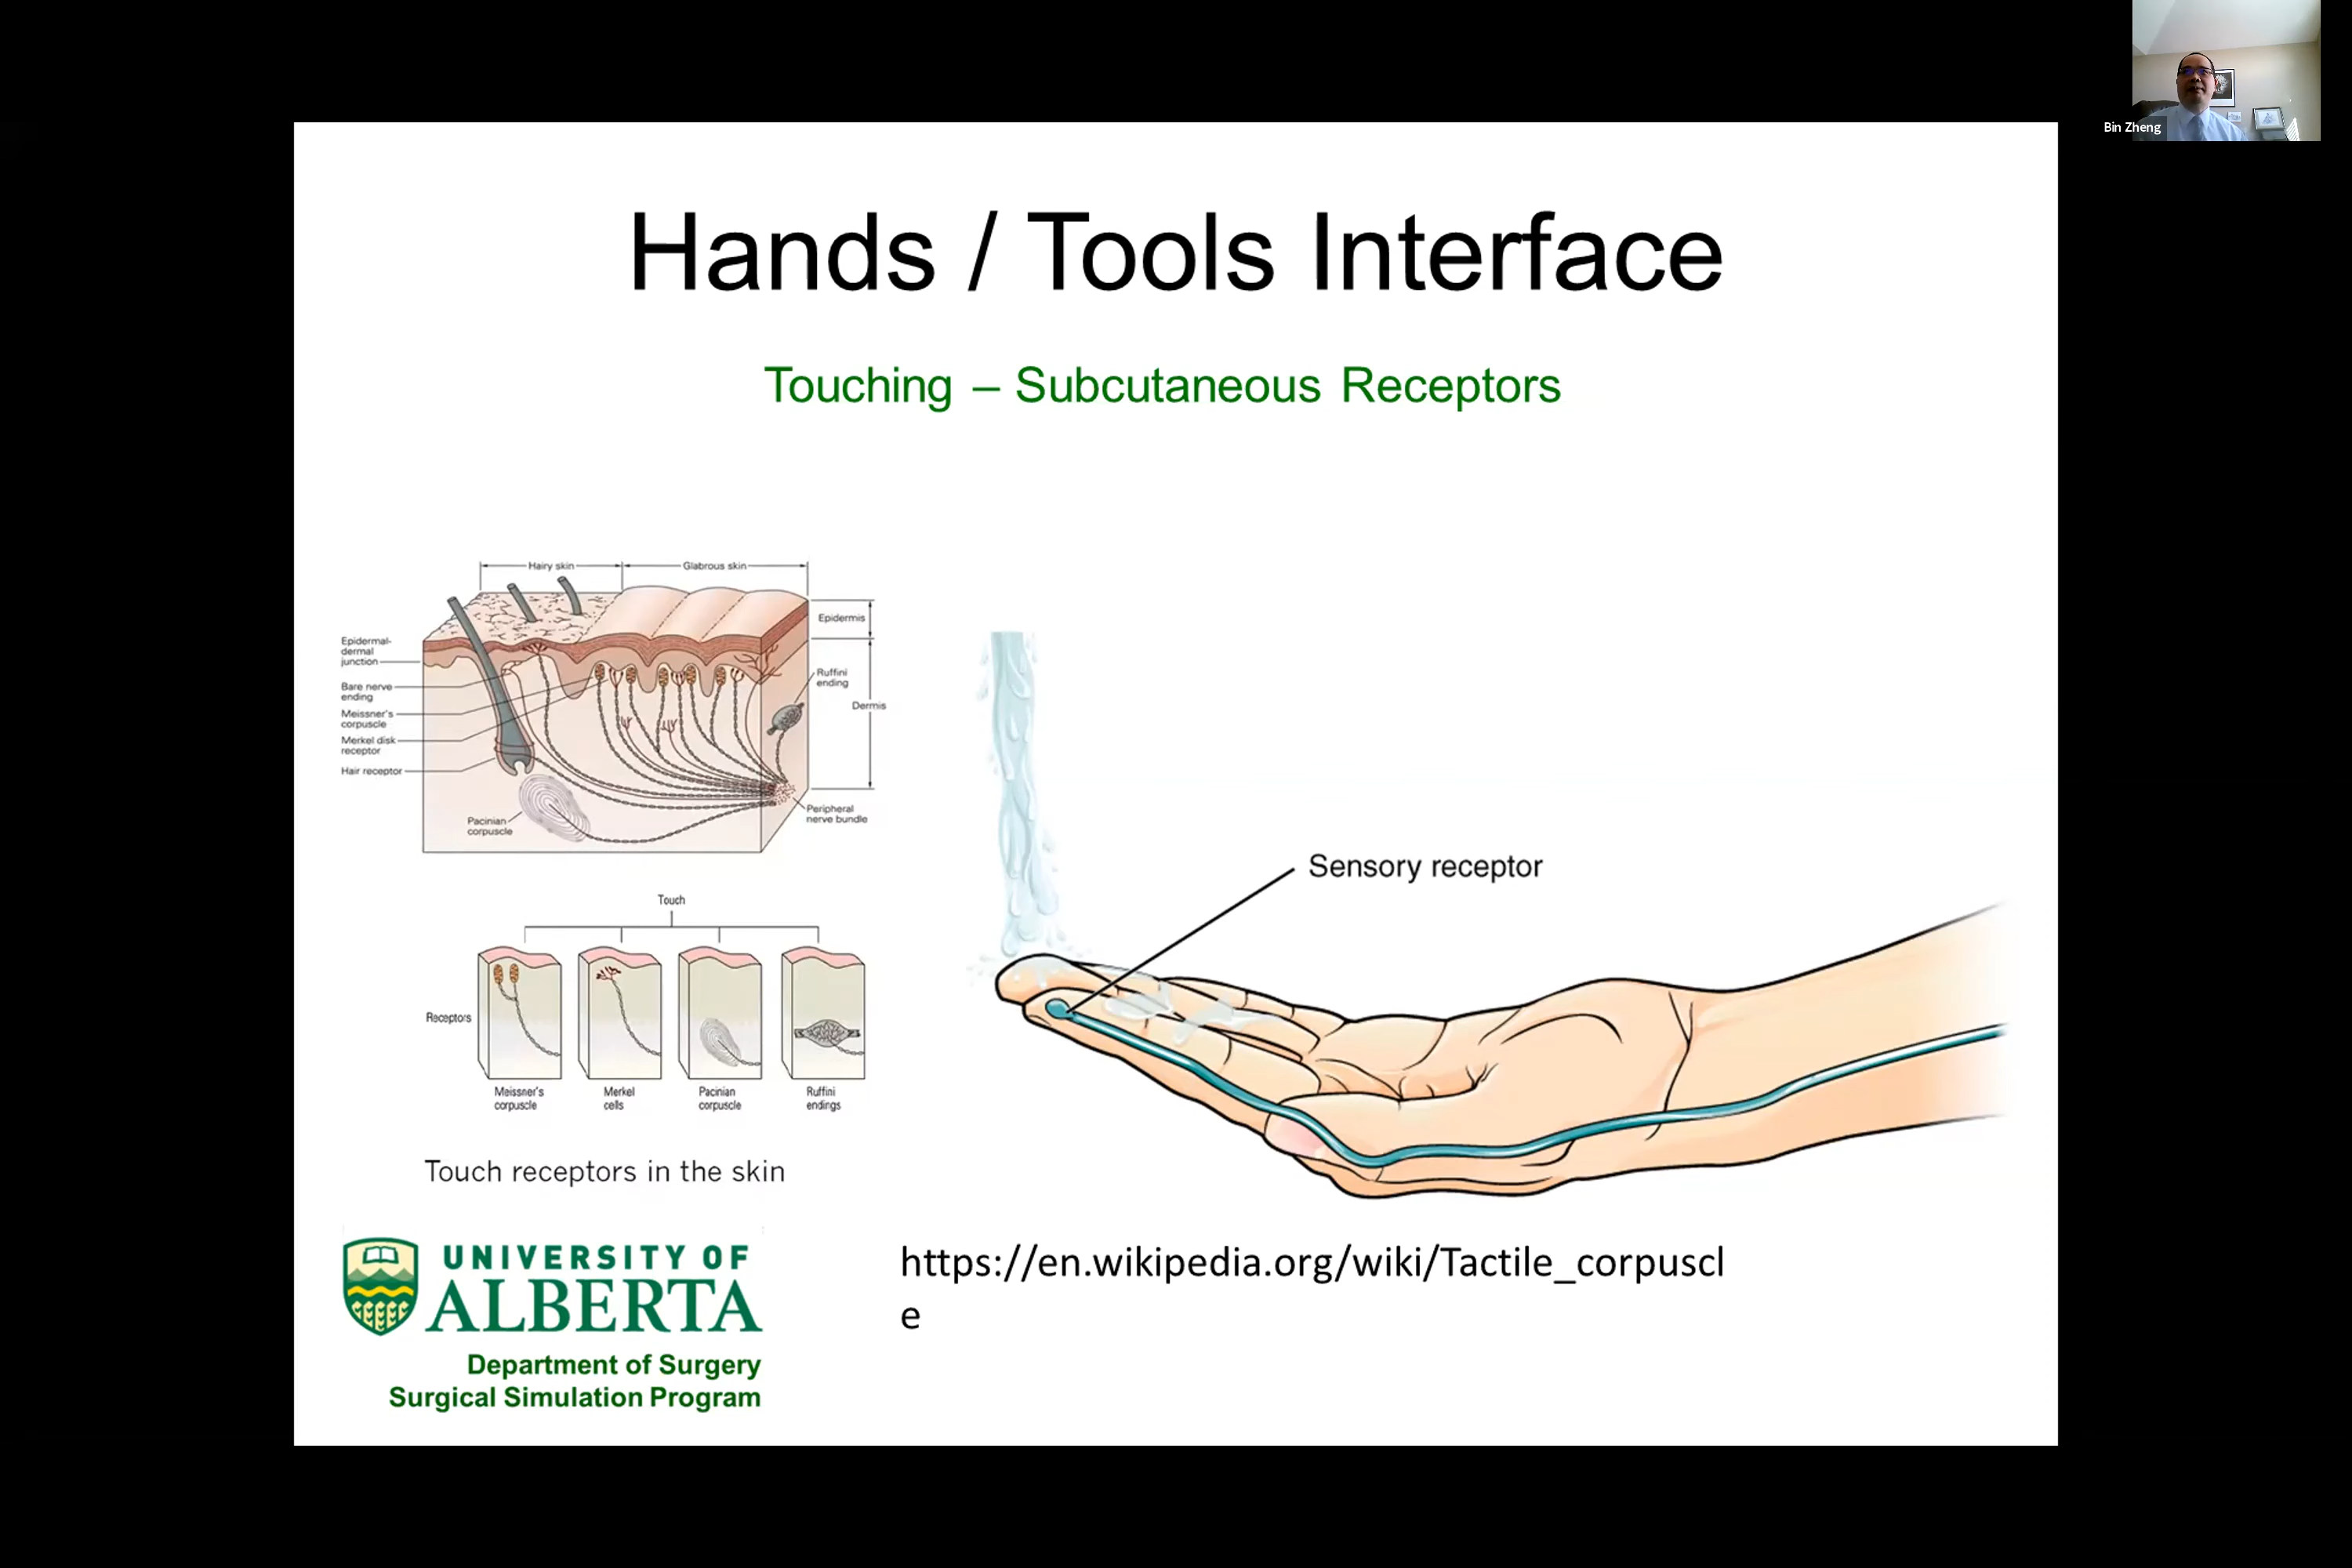 Bin Zheng
Hands / Tools Interface
Touching – Subcutaneous Receptors
Hairy skin
Glabrous skin
Epidermis
Epidermal-
dermal
junction
Ruffini
ending
Bare nerve
ending
Dermis
Meissner's
corpuscle
Merkel disk
receptor
Hair receptor
Peripheral
nerve bundle
Pacinian
corpuscle
Sensory receptor
Touch
Receptors
Meissner's
corpuscle
Merkel
cells
Pacinian
corpuscle
Ruffini
endings
Touch receptors in the skin
UNIVERSITY OF
ALBERTA
Department of Surgery
Surgical Simulation Program
https://en.wikipedia.org/wiki/Tactile_corpuscl
e